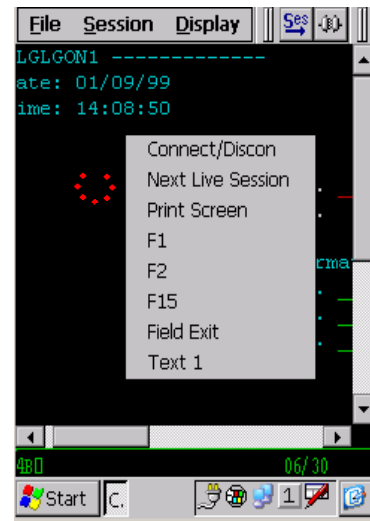 File Session Display Ses
LGLGON1 -------------
ate: 01/09/99
ime: 14:08:50
Connect/Discon
Next Live Session
Print Screen
F1
F2
rma
F15
Field Exit
Text 1
06/30
Start C. 1